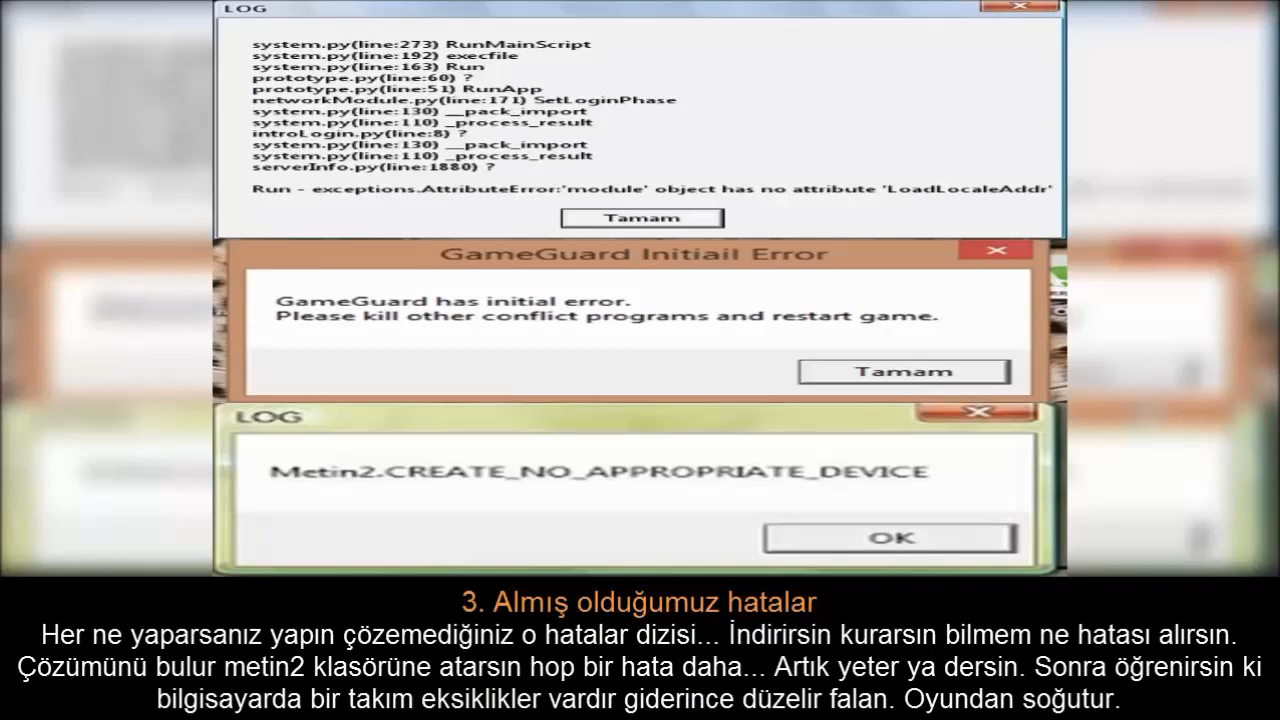 LOG
system.py(line:273) RunMainScript
system.py(line:192) execfile
system.py(line:163) Run
prototype.py(line:60) ?
prototype.py(line:51) RunApp
networkModule.py(line:171) SetLoginPhase
system.py(line:130) __pack_import
system.py(line:110) _process_result
introLogin.py(line:8) ?
system.py(line:130) __pack_import
system.py(line:110) _process_result
serverInfo.py(line:1880) ?
Run - exceptions.AttributeError:'module' object has no attribute 'LoadLocaleAddr'
Tamam
GameGuard Initiail Error
GameGuard has initial error.
Please kill other conflict programs and restart game.
Tamam
LOG
Metin2.CREATE_NO_APPROPRIATE_DEVICE
OK
3. Almış olduğumuz hatalar
Her ne yaparsanız yapın çözemediğiniz o hatalar dizisi... İndirirsin kurarsın bilmem ne hatası alırsın.
Çözümünü bulur metin2 klasörüne atarsın hop bir hata daha... Artık yeter ya dersin. Sonra öğrenirsin ki
bilgisayarda bir takım eksiklikler vardır giderince düzelir falan. Oyundan soğutur.